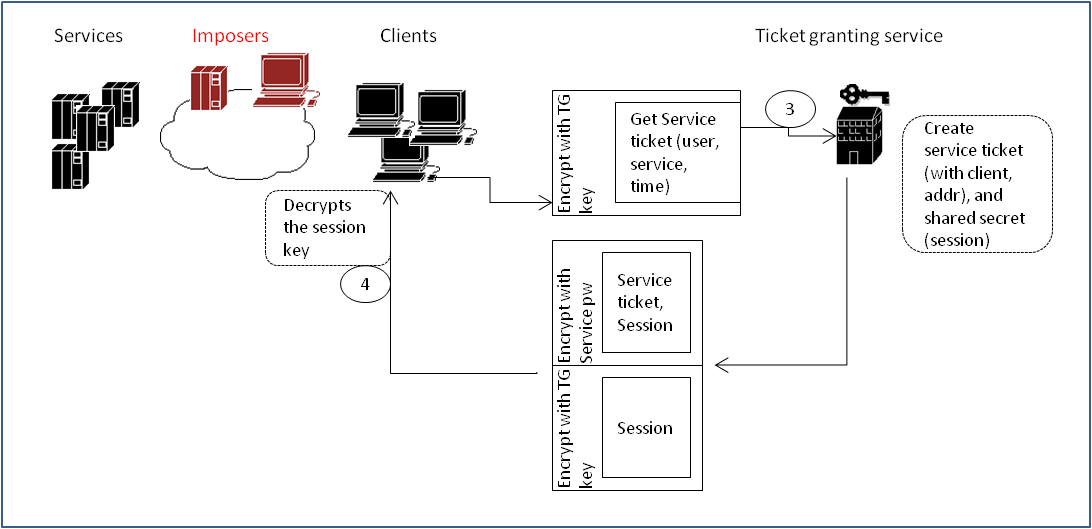 Services
Imposers
Clients
Ticket granting service
Encrypt with TG
key
Get Service
ticket (user,
service,
time)
3
Create
service ticket
(with client,
addr), and
shared secret
(session)
Decrypts
the session
key
4
Encrypt with
Service pw
Service
ticket,
Session
Encrypt with TG
key
Session